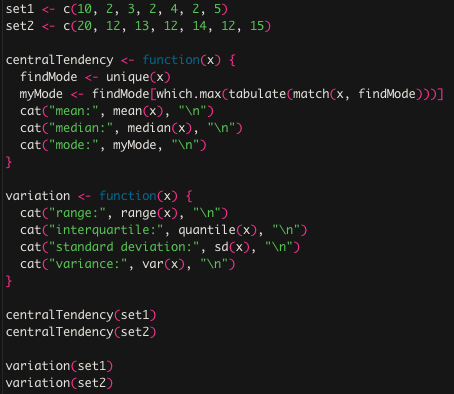 set1 <- c(10, 2, 3, 2, 4, 2, 5)
set2 <- c(20, 12, 13, 12, 14, 12, 15)

centralTendency <- function(x) {
  findMode <- unique(x)
  myMode <- findMode[which.max(tabulate(match(x, findMode)))]
  cat("mean:", mean(x), "\n")
  cat("median:", median(x), "\n")
  cat("mode:", myMode, "\n")
}

variation <- function(x) {
  cat("range:", range(x), "\n")
  cat("interquartile:", quantile(x), "\n")
  cat("standard deviation:", sd(x), "\n")
  cat("variance:", var(x), "\n")
}

centralTendency(set1)
centralTendency(set2)

variation(set1)
variation(set2)